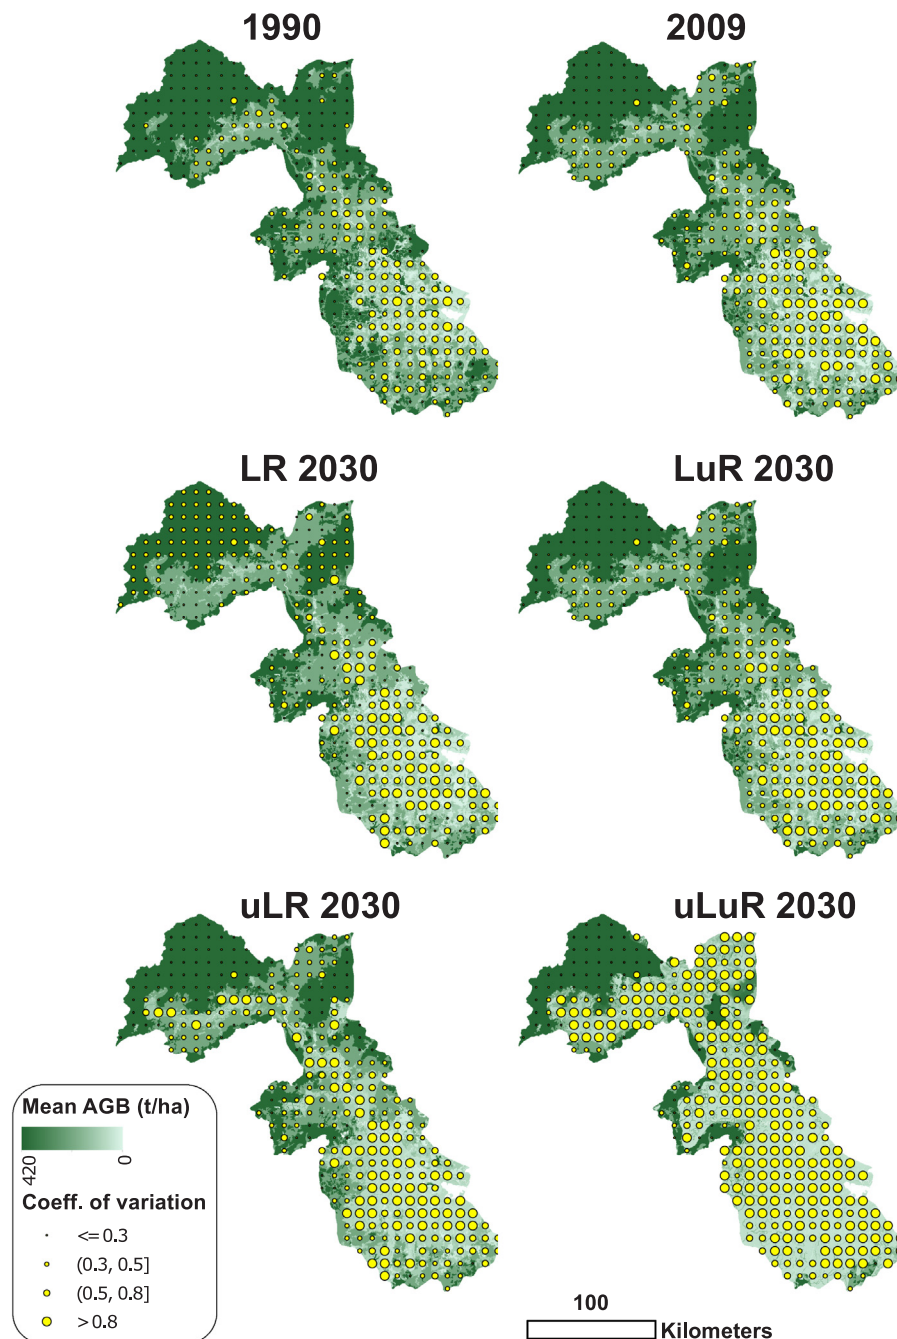 1990
2009
LR 2030
LuR 2030
uLR 2030
uLuR 2030
Mean AGB (t/ha)
420
0
Coeff. of variation
<= 0.3
(0.3, 0.5]
(0.5, 0.8]
> 0.8
100
Kilometers